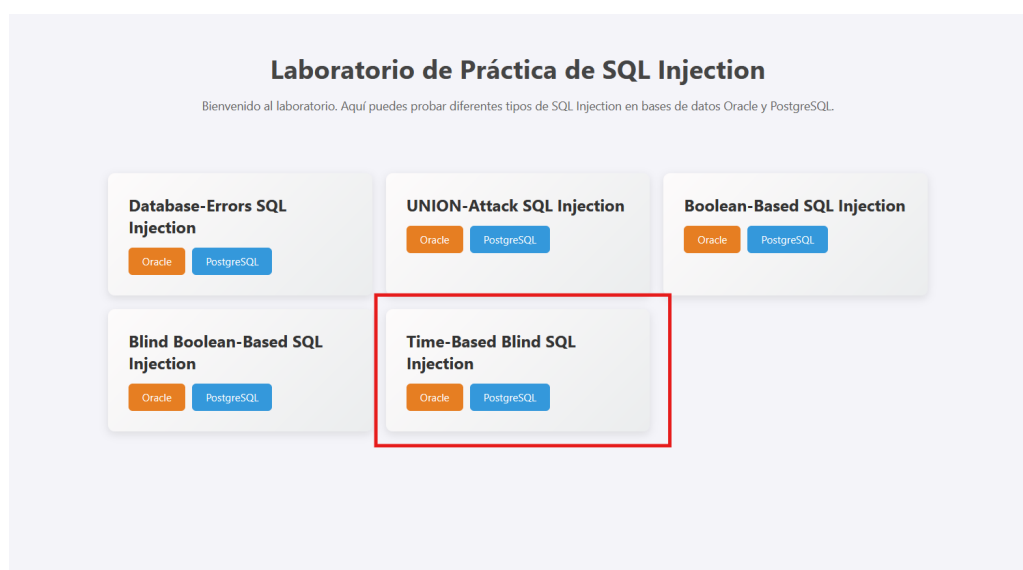 Laboratorio de Práctica de SQL Injection
Bienvenido al laboratorio. Aquí puedes probar diferentes tipos de SQL Injection en bases de datos Oracle y PostgreSQL.
Database-Errors SQL
Injection
Oracle PostgreSQL
UNION-Attack SQL Injection
Oracle PostgreSQL
Boolean-Based SQL Injection
Oracle PostgreSQL
Blind Boolean-Based SQL
Injection
Oracle PostgreSQL
Time-Based Blind SQL
Injection
Oracle PostgreSQL